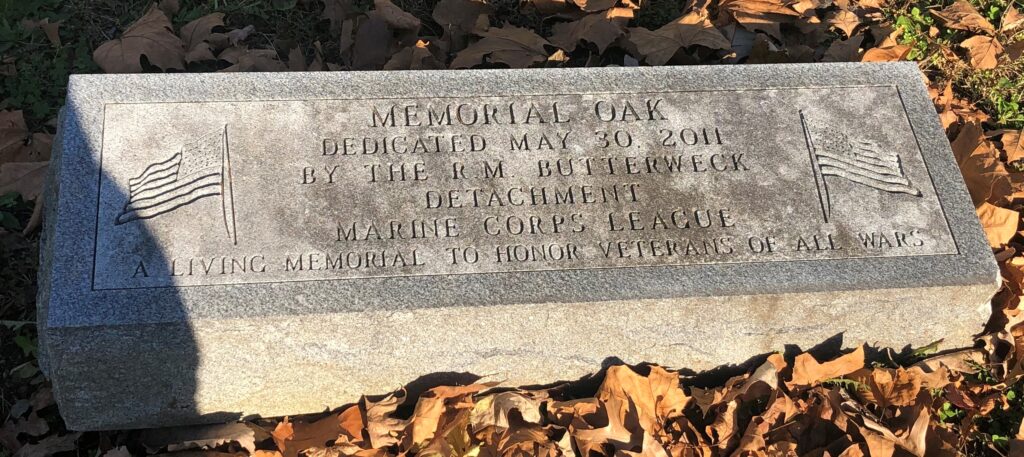 MEMORIAL OAK
DEDICATED MAY 30, 2011
BY THE R.M. BUTTERWECK
DETACHMENT
MARINE CORPS LEAGUE
A LIVING MEMORIAL TO HONOR VETERANS OF ALL WARS